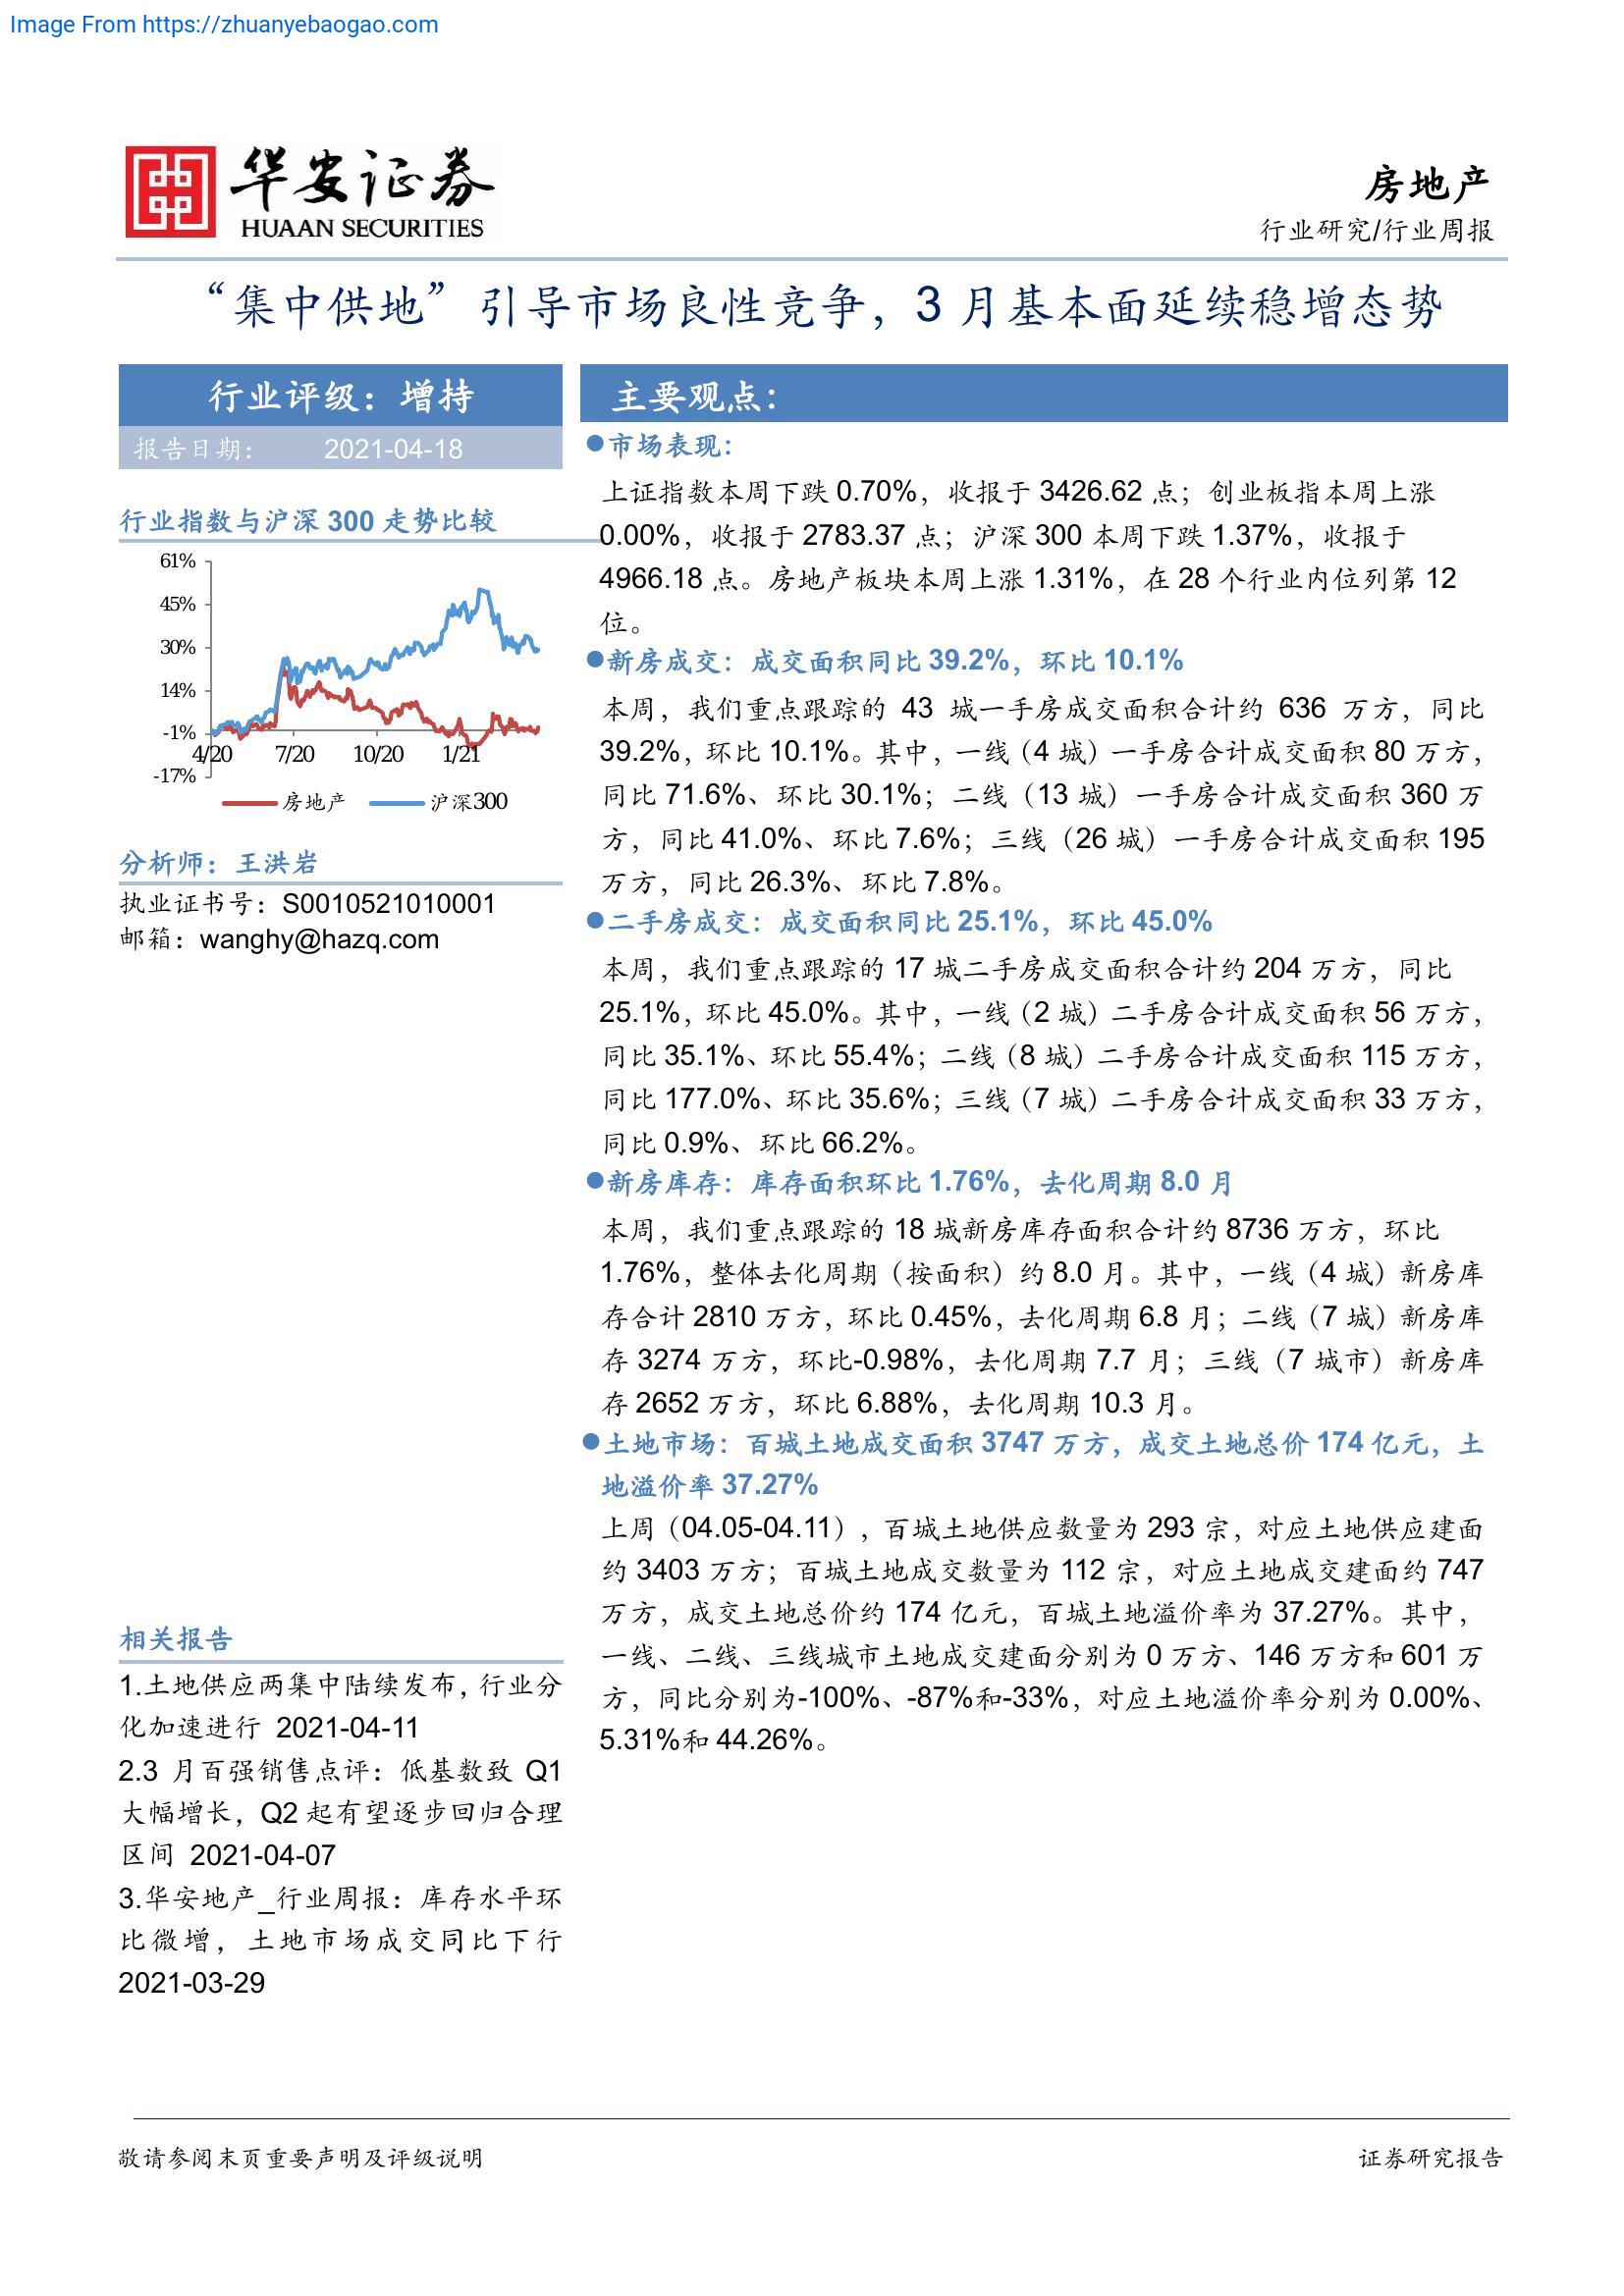 Image From https://zhuanyebaogao.com
华安证券
HUAAN SECURITIES
房地产
行业研究/行业周报
“集中供地”引导市场良性竞争，3 月基本面延续稳增态势
行业评级：增持
报告日期： 2021-04-18
行业指数与沪深 300 走势比较
61%
45%
30%
14%
-1%
-17%
4/20 7/20 10/20 1/21
房地产 沪深300
分析师：王洪岩
执业证书号：S0010521010001
邮箱：wanghy@hazq.com
相关报告
1.土地供应两集中陆续发布，行业分
化加速进行 2021-04-11
2.3 月百强销售点评：低基数致 Q1
大幅增长，Q2 起有望逐步回归合理
区间 2021-04-07
3.华安地产_行业周报：库存水平环
比微增，土地市场成交同比下行
2021-03-29
主要观点：
●市场表现：
上证指数本周下跌 0.70%，收报于 3426.62 点；创业板指本周上涨
0.00%，收报于 2783.37 点；沪深 300 本周下跌 1.37%，收报于
4966.18 点。房地产板块本周上涨 1.31%，在 28 个行业内位列第 12
位。
●新房成交：成交面积同比 39.2%，环比 10.1%
本周，我们重点跟踪的 43 城一手房成交面积合计约 636 万方，同比
39.2%，环比 10.1%。其中，一线（4 城）一手房合计成交面积 80 万方，
同比 71.6%、环比 30.1%；二线（13 城）一手房合计成交面积 360 万
方，同比 41.0%、环比 7.6%；三线（26 城）一手房合计成交面积 195
万方，同比 26.3%、环比 7.8%。
●二手房成交：成交面积同比 25.1%，环比 45.0%
本周，我们重点跟踪的 17 城二手房成交面积合计约 204 万方，同比
25.1%，环比 45.0%。其中，一线（2 城）二手房合计成交面积 56 万方，
同比 35.1%、环比 55.4%；二线（8 城）二手房合计成交面积 115 万方，
同比 177.0%、环比 35.6%；三线（7 城）二手房合计成交面积 33 万方，
同比 0.9%、环比 66.2%。
●新房库存：库存面积环比 1.76%，去化周期 8.0 月
本周，我们重点跟踪的 18 城新房库存面积合计约 8736 万方，环比
1.76%，整体去化周期（按面积）约 8.0 月。其中，一线（4 城）新房库
存合计 2810 万方，环比 0.45%，去化周期 6.8 月；二线（7 城）新房库
存 3274 万方，环比-0.98%，去化周期 7.7 月；三线（7 城市）新房库
存 2652 万方，环比 6.88%，去化周期 10.3 月。
●土地市场：百城土地成交面积 3747 万方，成交土地总价 174 亿元，土
地溢价率 37.27%
上周（04.05-04.11），百城土地供应数量为 293 宗，对应土地供应建面
约 3403 万方；百城土地成交数量为 112 宗，对应土地成交建面约 747
万方，成交土地总价约 174 亿元，百城土地溢价率为 37.27%。其中，
一线、二线、三线城市土地成交建面分别为 0 万方、146 万方和 601 万
方，同比分别为-100%、-87%和-33%，对应土地溢价率分别为 0.00%、
5.31%和 44.26%。
敬请参阅末页重要声明及评级说明
证券研究报告